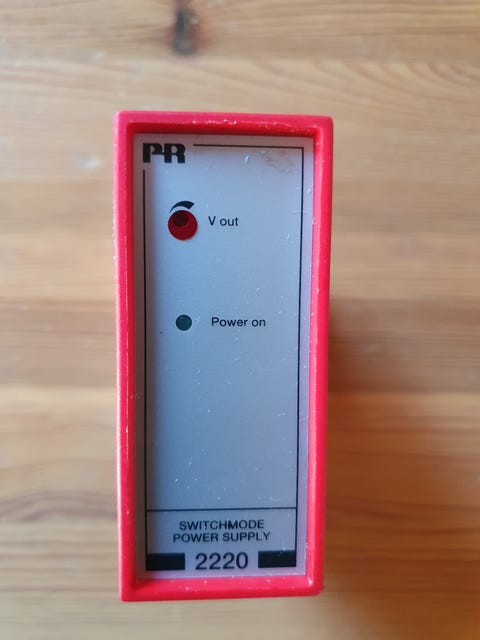 PR
V out
Power on
SWITCHMODE
POWER SUPPLY
2220